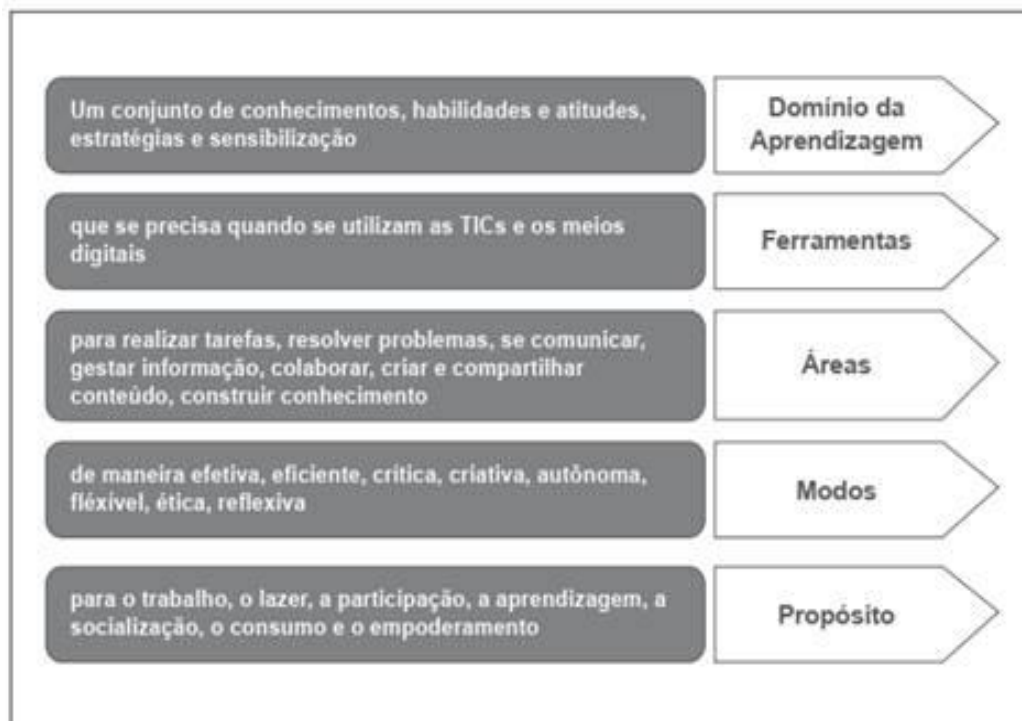 Um conjunto de conhecimentos, habilidades e atitudes,
estratégias e sensibilização
Domínio da
Aprendizagem
que se precisa quando se utilizam as TICs e os meios
digitais
Ferramentas
para realizar tarefas, resolver problemas, se comunicar,
gestar informação, colaborar, criar e compartilhar
conteúdo, construir conhecimento
Áreas
de maneira efetiva, eficiente, crítica, criativa, autônoma,
fléxível, ética, reflexiva
Modos
para o trabalho, o lazer, a participação, a aprendizagem, a
socialização, o consumo e o empoderamento
Propósito